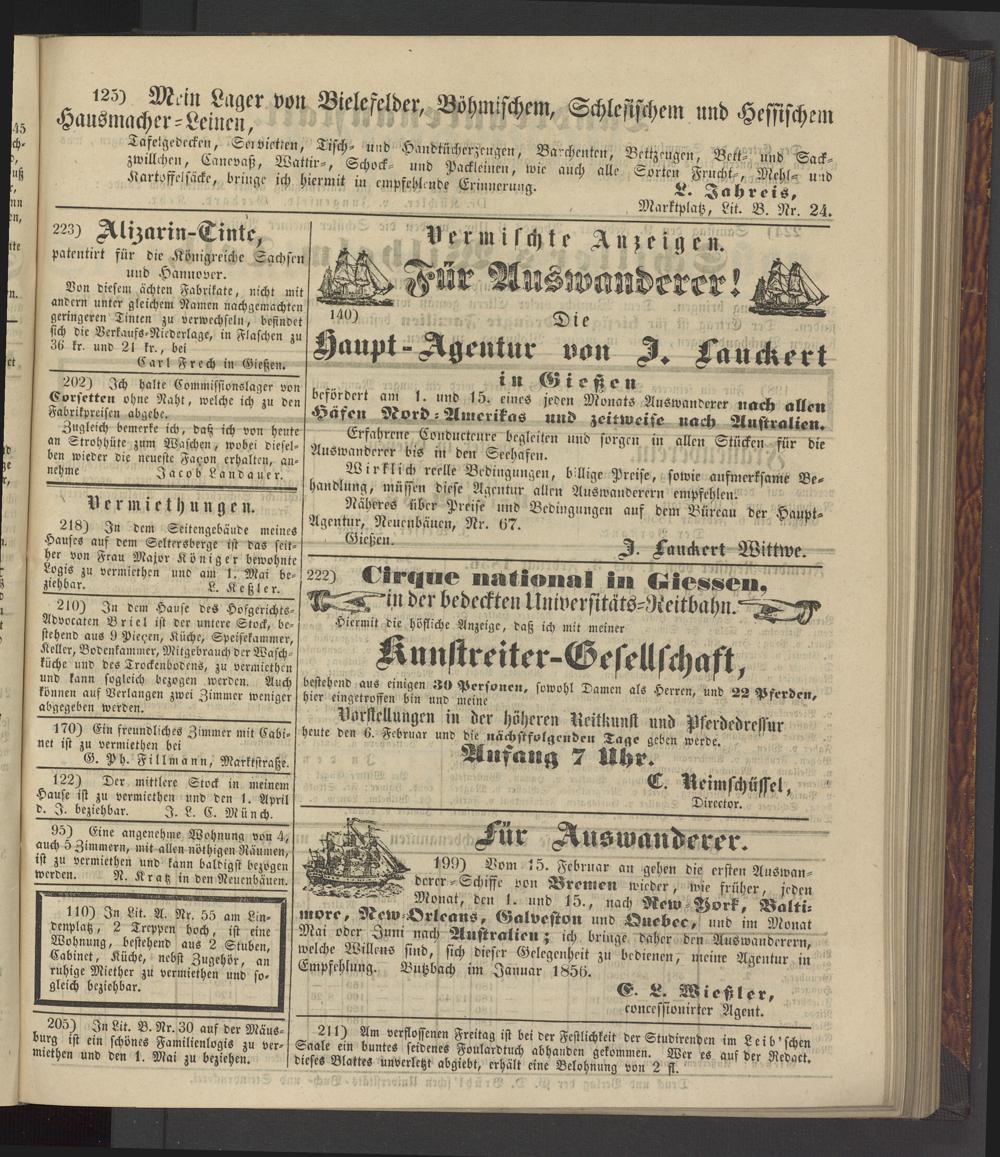 125) Mein Lager von Bielefelder, Böhmischem, Schlesischem und Hessischem
Hausmacher-Leinen,
Tafelgedecken, Servietten, Tisch- und Handtücherzeugen, Barchenten, Bettzeugen, Bett- und Sack-
zwillchen, Canevaß, Wattir-, Schock- und Packleinen, wie auch alle Sorten Frucht-, Mehl- und
Kartoffelsäcke, bringe ich hiermit in empfehlende Erinnerung.
L. Jahreis,
Marktplatz, Lit. B. Nr. 24.
223) Alizarin-Tinte,
patentirt für die Königreiche Sachsen
und Hannover.
Von diesem ächten Fabrikate, nicht mit
andern unter gleichem Namen nachgemachten
geringeren Tinten zu verwechseln, befindet
sich die Verkaufs-Niederlage, in Flaschen zu
36 kr. und 21 kr., bei
Carl Frech in Gießen.
202) Ich halte Commissionslager von
Corsetten ohne Naht, welche ich zu den
Fabrikpreisen abgebe.
Zugleich bemerke ich, daß ich von heute
an Strohhüte zum Waschen, wobei diesel-
ben wieder die neueste Façon erhalten, an-
nehme Jacob Landauer.
Vermiethungen.
218) In dem Seitengebäude meines
Hauses auf dem Seltersberge ist das seit-
her von Frau Major Königer bewohnte
Logis zu vermiethen und am 1. Mai be-
ziehbar. L. Keßler.
210) In dem Hause des Hofgerichts-
Advocaten Briel ist der untere Stock, be-
stehend aus 9 Piezen, Küche, Speisekammer,
Keller, Bodenkammer, Mitgebrauch der Wasch-
küche und des Trockenbodens, zu vermiethen
und kann sogleich bezogen werden. Auch
können auf Verlangen zwei Zimmer weniger
abgegeben werden.
170) Ein freundliches Zimmer mit Cabi-
net ist zu vermiethen bei
G. Ph. Fillmann, Marktstraße.
122) Der mittlere Stock in meinem
Hause ist zu vermiethen und den 1. April
d. J. beziehbar. J. L. C. Münch.
95) Eine angenehme Wohnung von 4,
auch 5 Zimmern, mit allen nöthigen Räumen,
ist zu vermiethen und kann baldigst bezogen
werden. N. Kratz in den Neuenbäuen.
110) In Lit. A. Nr. 55 am Lin-
denplatz, 2 Treppen hoch, ist eine
Wohnung, bestehend aus 2 Stuben,
Cabinet, Küche, nebst Zugehör, an
ruhige Miether zu vermiethen und so-
gleich beziehbar.
205) In Lit. B. Nr. 30 auf der Mäus-
burg ist ein schönes Familienlogis zu ver-
miethen und den 1. Mai zu beziehen.
Vermischte Anzeigen.
Für Auswanderer!
140) Die
Haupt-Agentur von J. Lauckert
in Gießen
befördert am 1. und 15. eines jeden Monats Auswanderer nach allen
Häfen Nord-Amerikas und zeitweise nach Australien.
Erfahrene Conducteure begleiten und sorgen in allen Stücken für die
Auswanderer bis in den Seehafen.
Wirklich reelle Bedingungen, billige Preise, sowie aufmerksame Be-
handlung, müssen diese Agentur allen Auswanderern empfehlen.
Näheres über Preise und Bedingungen auf dem Büreau der Haupt-
Agentur, Neuenbäuen, Nr. 67.
Gießen.
J. Lauckert Wittwe.
222) Cirque national in Giessen,
in der bedeckten Universitäts-Reitbahn.
Hiermit die höfliche Anzeige, daß ich mit meiner
Kunstreiter-Gesellschaft,
bestehend aus einigen 30 Personen, sowohl Damen als Herren, und 22 Pferden,
hier eingetroffen bin und meine
Vorstellungen in der höheren Reitkunst und Pferdedressur
heute den 6. Februar und die nächstfolgenden Tage geben werde.
Anfang 7 Uhr.
C. Reimschüssel,
Director.
Für Auswanderer.
199) Vom 15. Februar an gehen die ersten Auswan-
derer-Schiffe von Bremen wieder, wie früher, jeden
Monat, den 1. und 15., nach New-York, Balti-
more, New-Orleans, Galveston und Quebec, und im Monat
Mai oder Juni nach Australien; ich bringe daher den Auswanderern,
welche Willens sind, sich dieser Gelegenheit zu bedienen, meine Agentur in
Empfehlung. Butzbach im Januar 1856.
E. L. Wießler,
concessionirter Agent.
211) Am verflossenen Freitag ist bei der Festlichkeit der Studirenden im Leib'schen
Saale ein buntes seidenes Foulardtuch abhanden gekommen. Wer es auf der Redact.
dieses Blattes unverletzt abgiebt, erhält eine Belohnung von 2 fl.